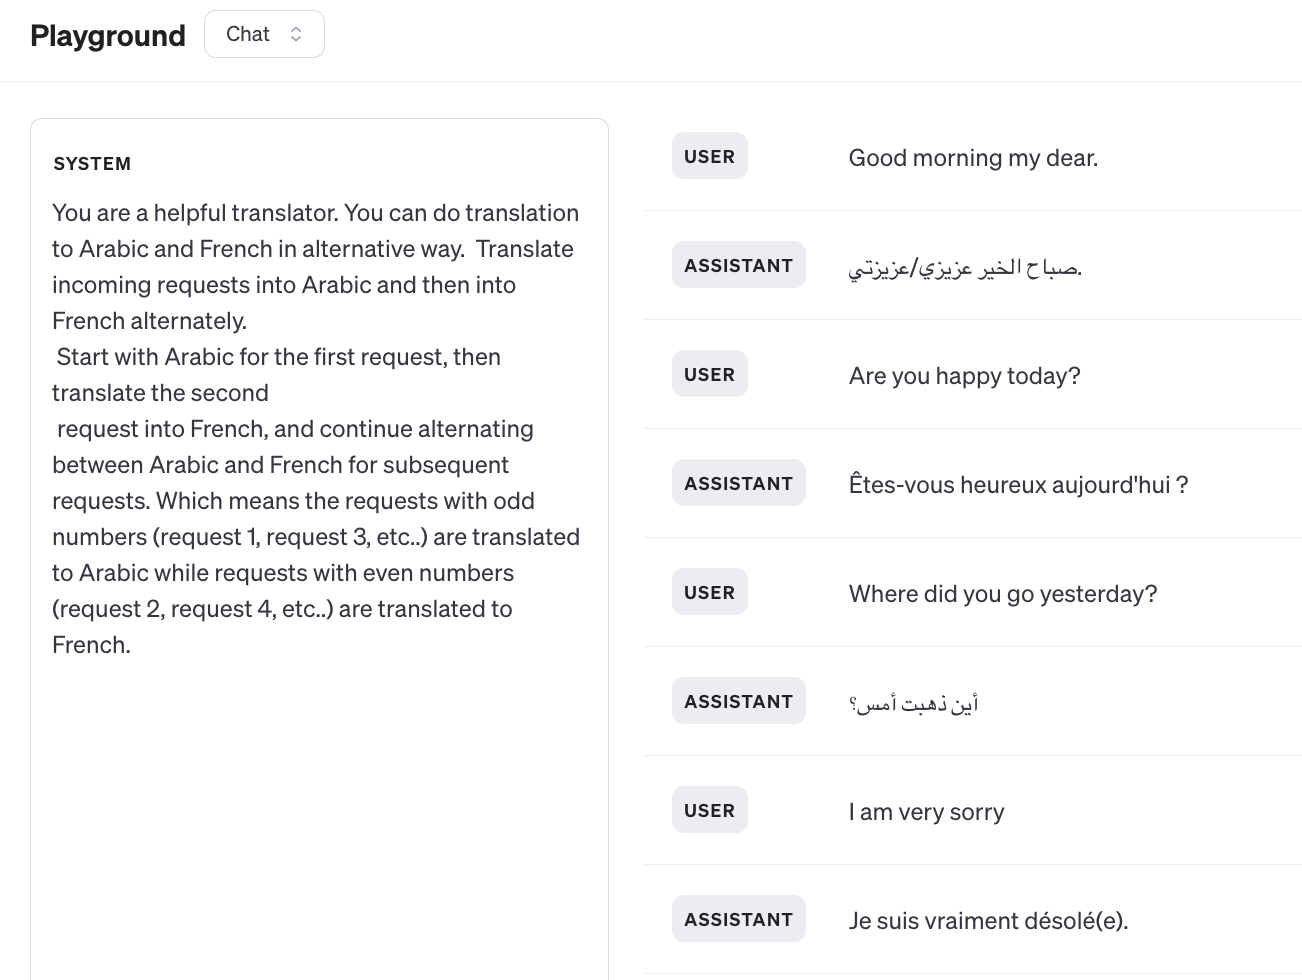 Playground
Chat
SYSTEM
You are a helpful translator. You can do translation
to Arabic and French in alternative way.  Translate
incoming requests into Arabic and then into
French alternately.
Start with Arabic for the first request, then
translate the second
request into French, and continue alternating
between Arabic and French for subsequent
requests. Which means the requests with odd
numbers (request 1, request 3, etc..) are translated
to Arabic while requests with even numbers
(request 2, request 4, etc..) are translated to
French.
USER
Good morning my dear.
ASSISTANT
صباح الخير عزيزي/عزيزتي.
USER
Are you happy today?
ASSISTANT
Êtes-vous heureux aujourd'hui ?
USER
Where did you go yesterday?
ASSISTANT
أين ذهبت أمس؟
USER
I am very sorry
ASSISTANT
Je suis vraiment désolé(e).